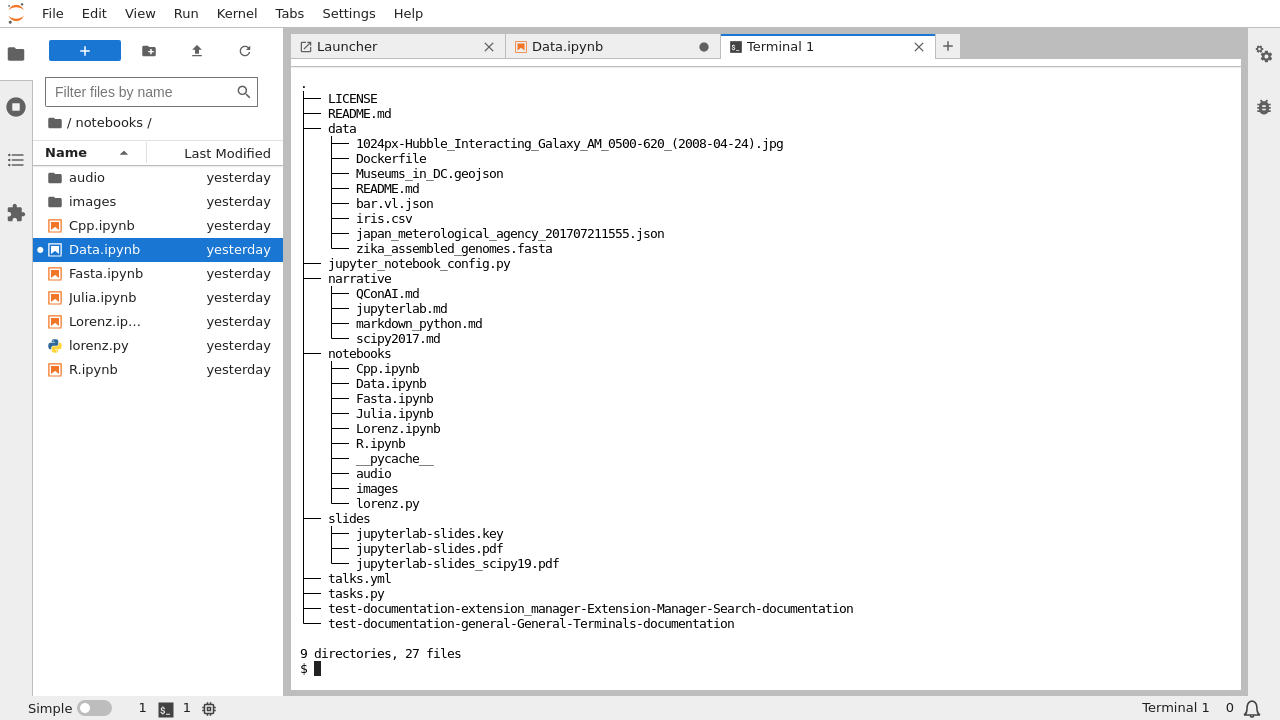 File Edit View Run Kernel Tabs Settings Help
Launcher
Data.ipynb
Terminal 1
Filter files by name
/ notebooks /
Name Last Modified
audio yesterday
images yesterday
Cpp.ipynb yesterday
Data.ipynb yesterday
Fasta.ipynb yesterday
Julia.ipynb yesterday
Lorenz.ip… yesterday
lorenz.py yesterday
R.ipynb yesterday
.
├── LICENSE
├── README.md
├── data
│   ├── 1024px-Hubble_Interacting_Galaxy_AM_0500-620_(2008-04-24).jpg
│   ├── Dockerfile
│   ├── Museums_in_DC.geojson
│   ├── README.md
│   ├── bar.vl.json
│   ├── iris.csv
│   ├── japan_meterological_agency_201707211555.json
│   └── zika_assembled_genomes.fasta
├── jupyter_notebook_config.py
├── narrative
│   ├── QConAI.md
│   ├── jupyterlab.md
│   ├── markdown_python.md
│   └── scipy2017.md
├── notebooks
│   ├── Cpp.ipynb
│   ├── Data.ipynb
│   ├── Fasta.ipynb
│   ├── Julia.ipynb
│   ├── Lorenz.ipynb
│   ├── R.ipynb
│   ├── __pycache__
│   ├── audio
│   ├── images
│   └── lorenz.py
├── slides
│   ├── jupyterlab-slides.key
│   ├── jupyterlab-slides.pdf
│   └── jupyterlab-slides_scipy19.pdf
├── talks.yml
├── tasks.py
├── test-documentation-extension_manager-Extension-Manager-Search-documentation
└── test-documentation-general-General-Terminals-documentation
9 directories, 27 files
$
Simple 1 $_ 1 Terminal 1 0